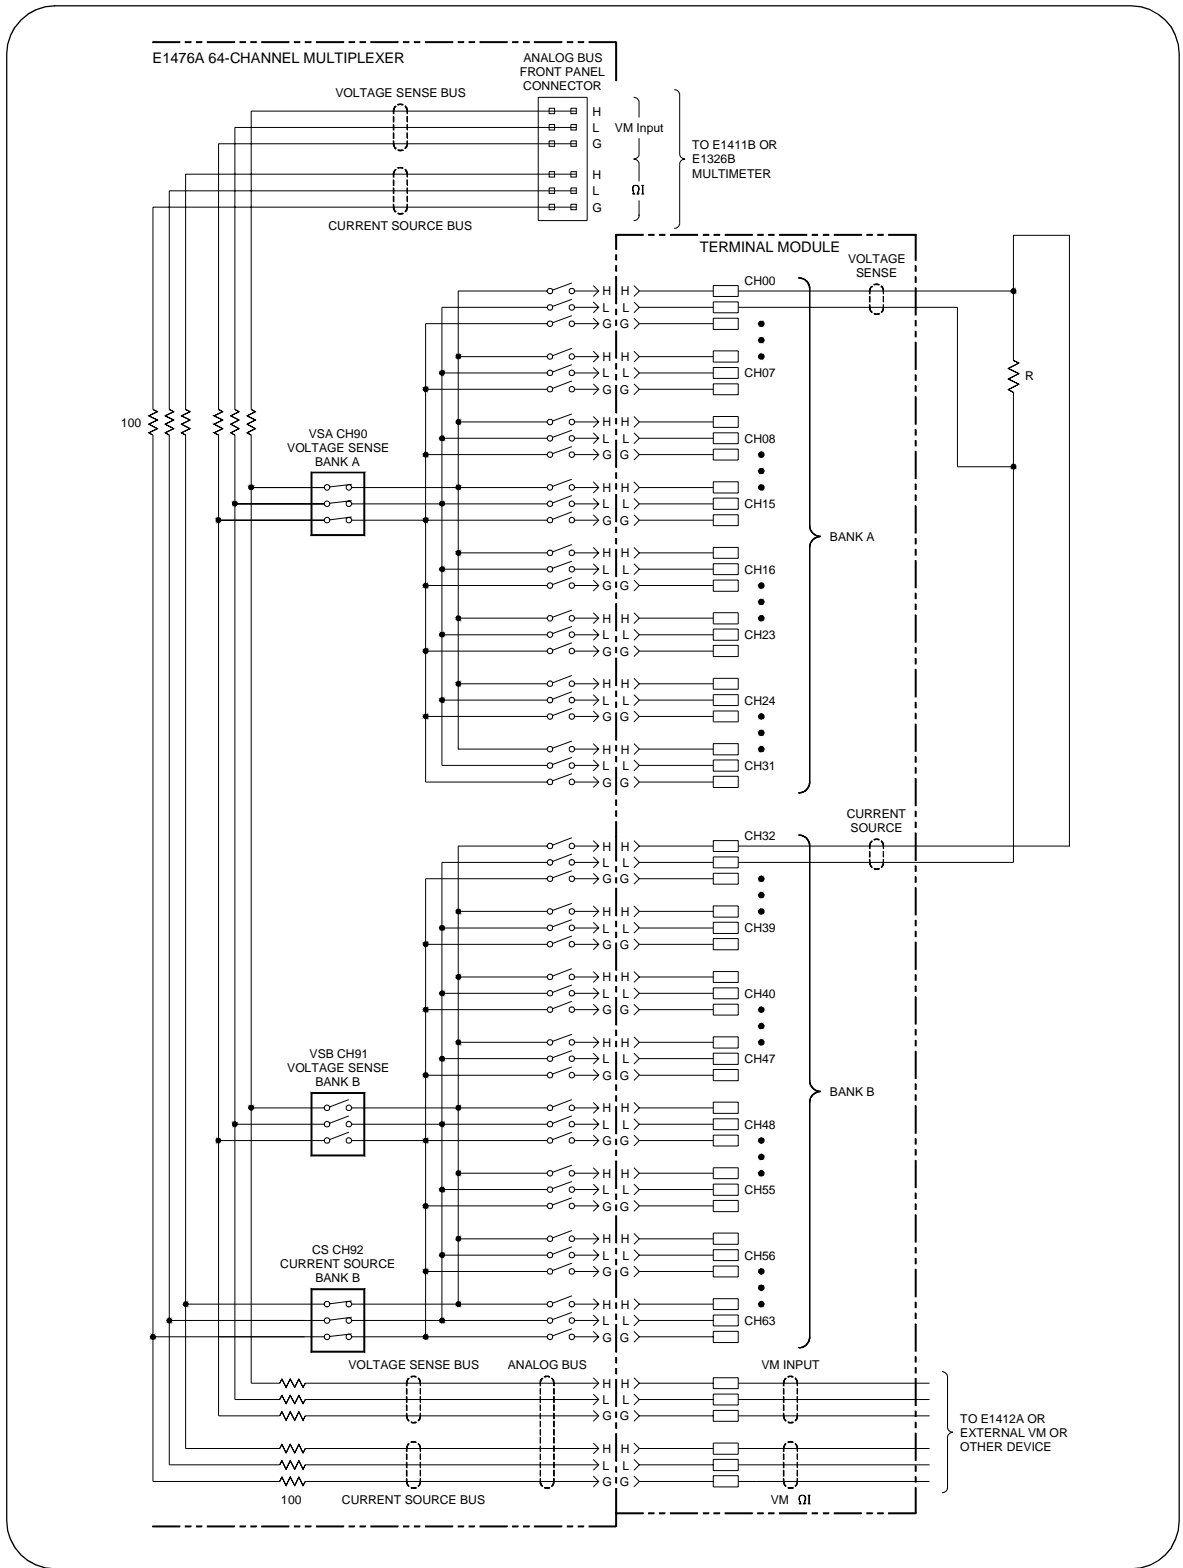 E1476A 64-CHANNEL MULTIPLEXER
ANALOG BUS
FRONT PANEL
CONNECTOR
VOLTAGE SENSE BUS
H
L
G
VM Input
H
L
G
ΩI
TO E1411B OR
E1326B
MULTIMETER
CURRENT SOURCE BUS
TERMINAL MODULE
VOLTAGE
SENSE
H H CH00
L L
G G
H H
L L CH07
G G
R
100
H H
L L CH08
G G
VSA CH90
VOLTAGE SENSE
BANK A
H H
L L CH15
G G
BANK A
H H
L L CH16
G G
H H
L L CH23
G G
H H
L L CH24
G G
H H
L L CH31
G G
CURRENT
SOURCE
H H CH32
L L
G G
H H
L L CH39
G G
H H
L L CH40
G G
H H
L L CH47
G G
VSB CH91
VOLTAGE SENSE
BANK B
BANK B
H H
L L CH48
G G
H H
L L CH55
G G
H H
L L CH56
G G
CS CH92
CURRENT SOURCE
BANK B
H H
L L CH63
G G
VOLTAGE SENSE BUS
ANALOG BUS
VM INPUT
H H
L L
G G
H H
L L
G G
TO E1412A OR
EXTERNAL VM OR
OTHER DEVICE
100
CURRENT SOURCE BUS
VM ΩI